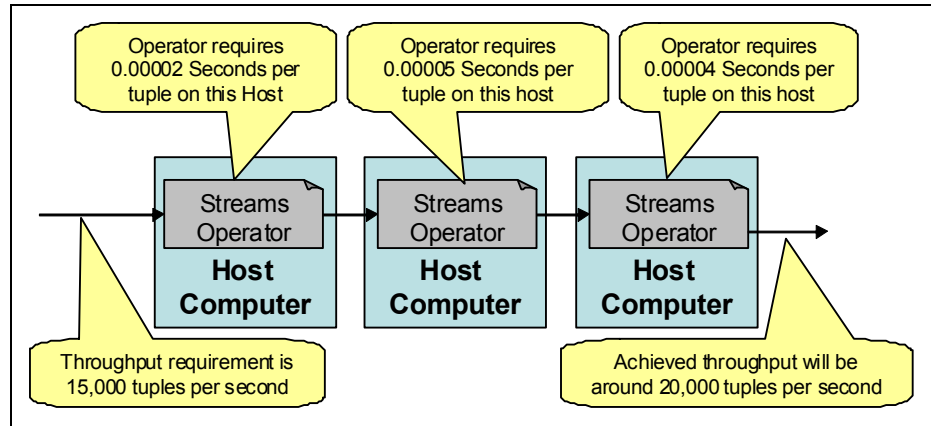 Operator requires
0.00002 Seconds per
tuple on this Host
Operator requires
0.00005 Seconds per
tuple on this host
Operator requires
0.00004 Seconds per
tuple on this host
Streams
Operator
Host
Computer
Streams
Operator
Host
Computer
Streams
Operator
Host
Computer
Throughput requirement is
15,000 tuples per second
Achieved throughput will be
around 20,000 tuples per second